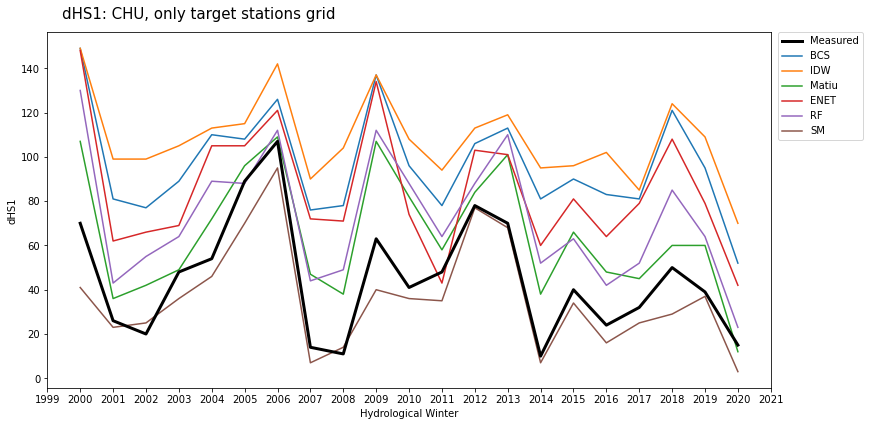 dHS1: CHU, only target stations grid
Measured
BCS
IDW
Matiu
ENET
RF
SM
dHS1
140
120
100
80
60
40
20
0
1999 2000 2001 2002 2003 2004 2005 2006 2007 2008 2009 2010 2011 2012 2013 2014 2015 2016 2017 2018 2019 2020 2021
Hydrological Winter